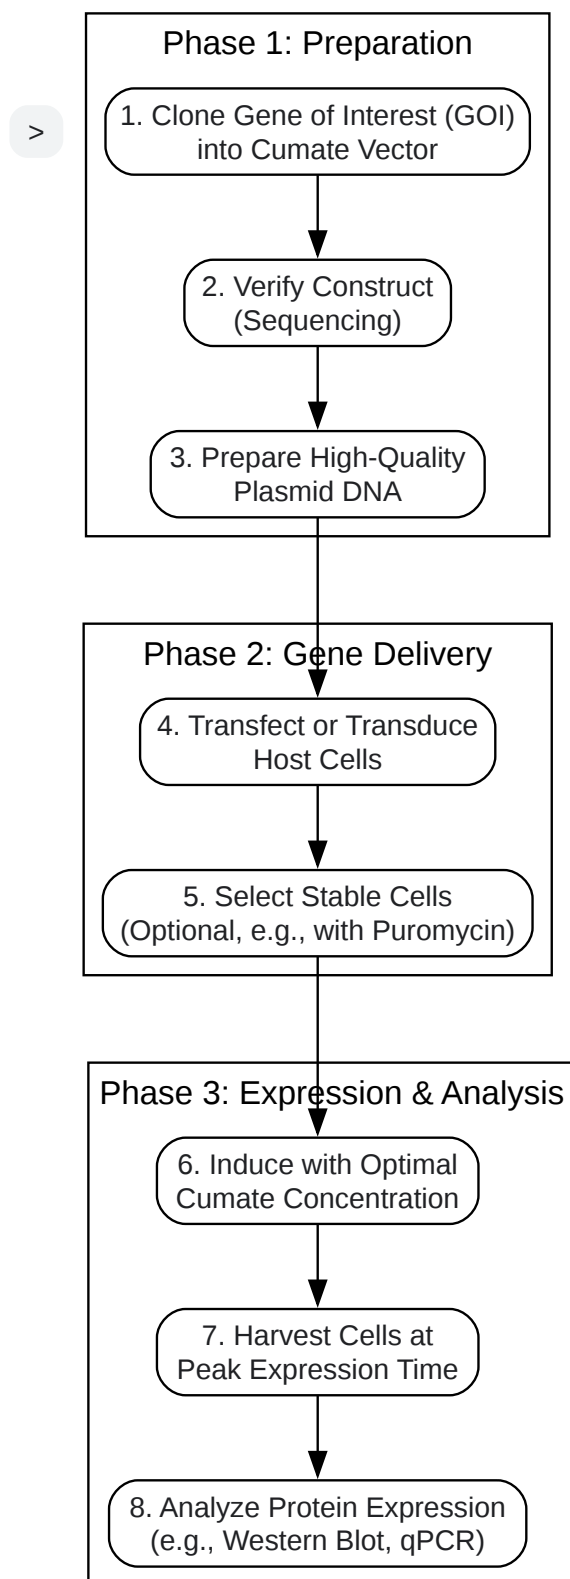 Phase 1: Preparation
>
1. Clone Gene of Interest (GOI)
into Cumate Vector
2. Verify Construct
(Sequencing)
3. Prepare High-Quality
Plasmid DNA
Phase 2: Gene Delivery
4. Transfect or Transduce
Host Cells
5. Select Stable Cells
(Optional, e.g., with Puromycin)
Phase 3: Expression & Analysis
6. Induce with Optimal
Cumate Concentration
7. Harvest Cells at
Peak Expression Time
8. Analyze Protein Expression
(e.g., Western Blot, qPCR)